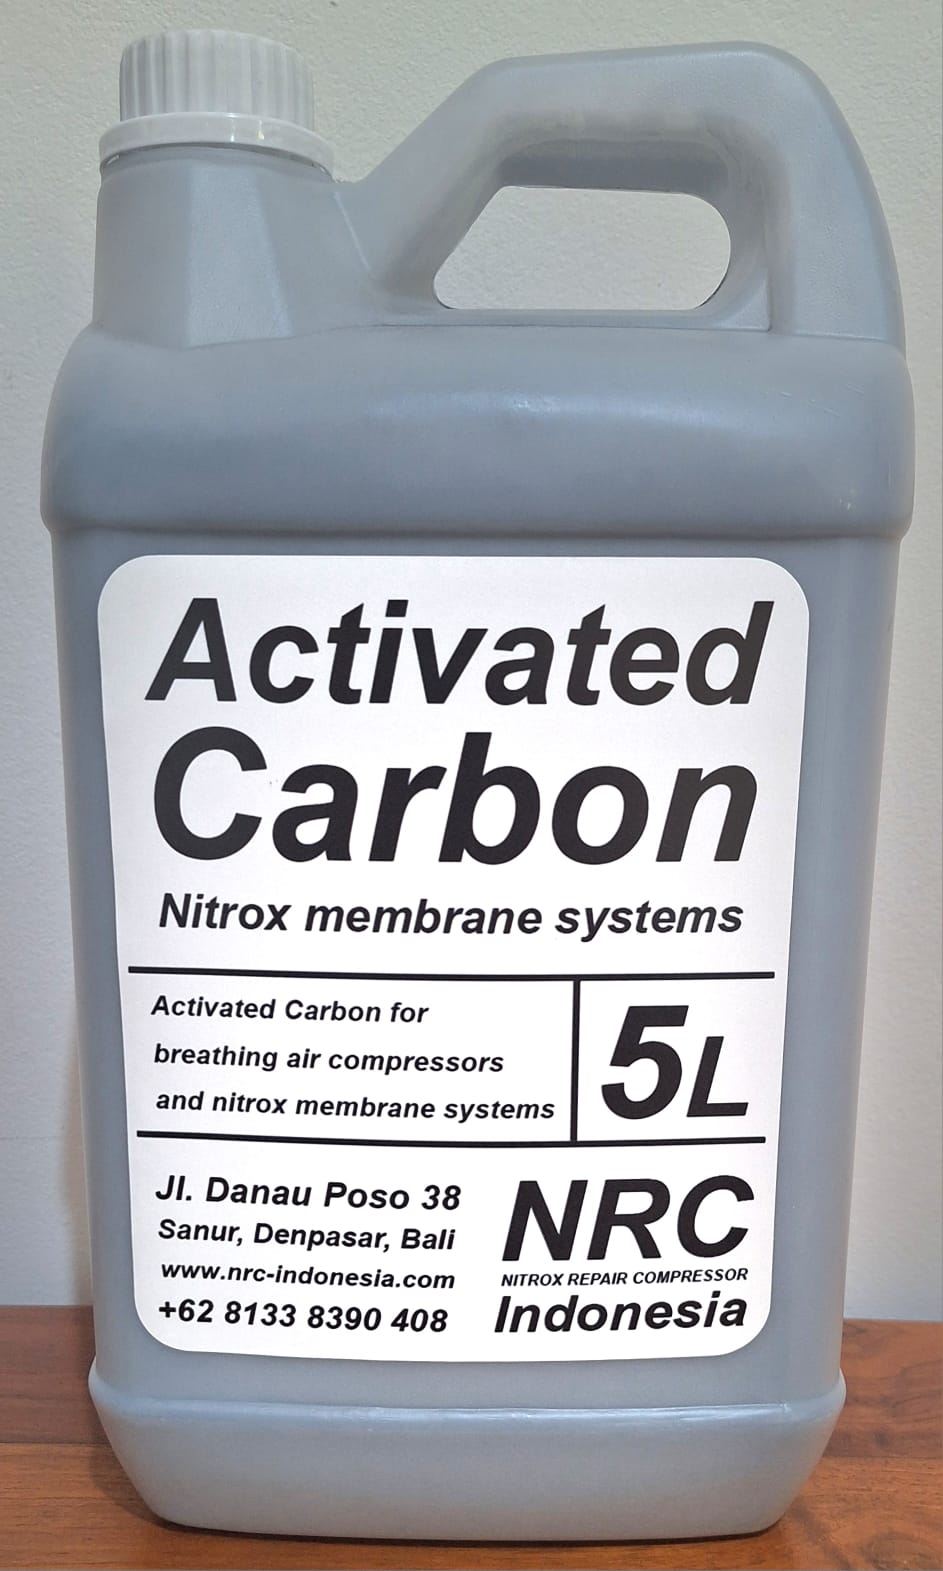 Activated
Carbon
Nitrox membrane systems
Activated Carbon for
breathing air compressors
and nitrox membrane systems
5L
Jl. Danau Poso 38
Sanur, Denpasar, Bali
www.nrc-indonesia.com
+62 8133 8390 408
NRC
NITROX REPAIR COMPRESSOR
Indonesia